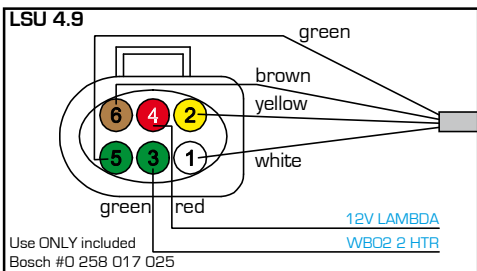 LSU 4.9
green
brown
yellow
6 4 2
5 3 1
white
green red
12V LAMBDA
WBO2 2 HTR
Use ONLY included
Bosch #0 258 017 025